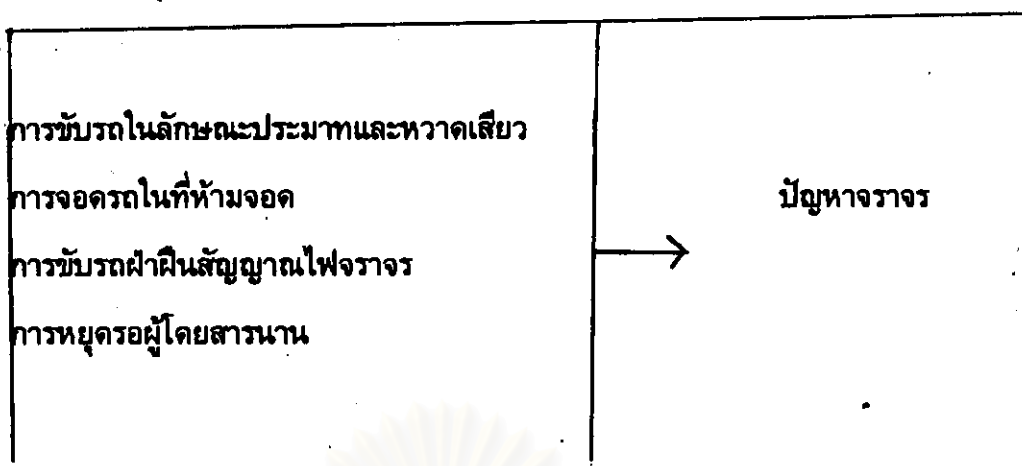 การขับรถในลักษณะประมาทและหวาดเสียว
การจอดรถในที่ห้ามจอด
การขับรถฝ่าฝืนสัญญาณไฟจราจร
การหยุดรอผู้โดยสารนาน
ปัญหาจราจร